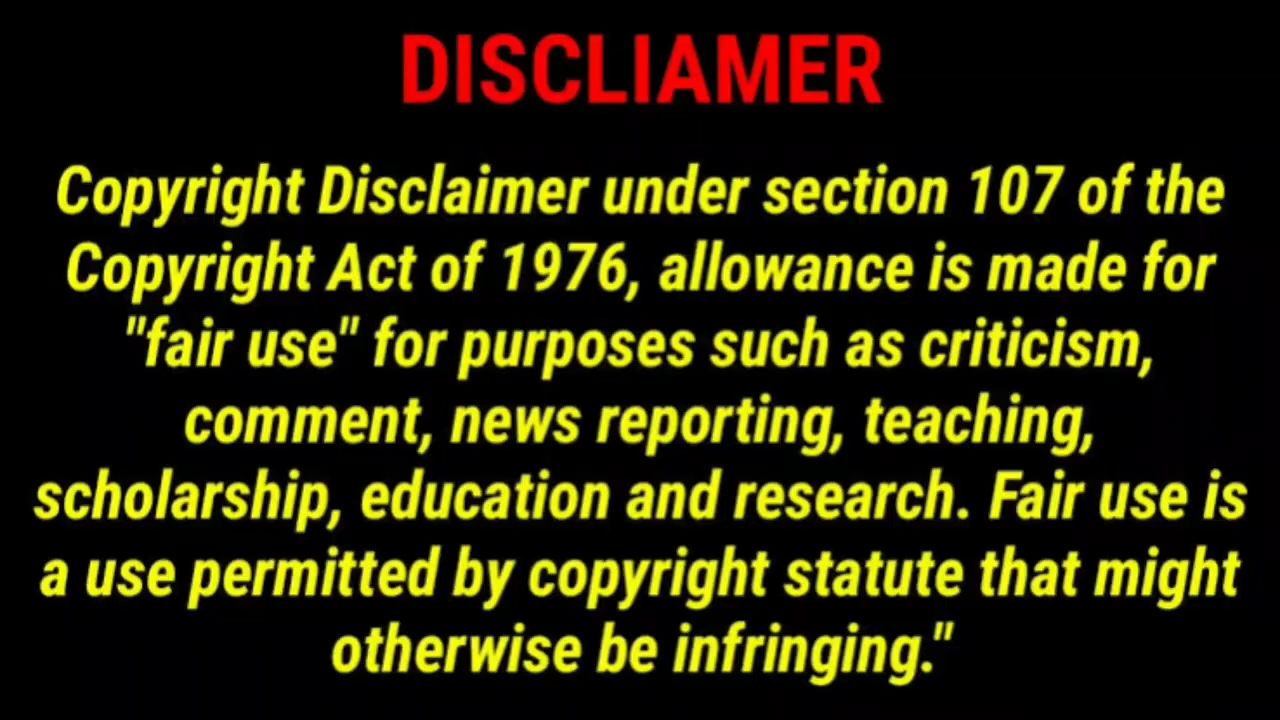 DISCLIAMER
Copyright Disclaimer under section 107 of the
Copyright Act of 1976, allowance is made for
"fair use" for purposes such as criticism,
comment, news reporting, teaching,
scholarship, education and research. Fair use is
a use permitted by copyright statute that might
otherwise be infringing."